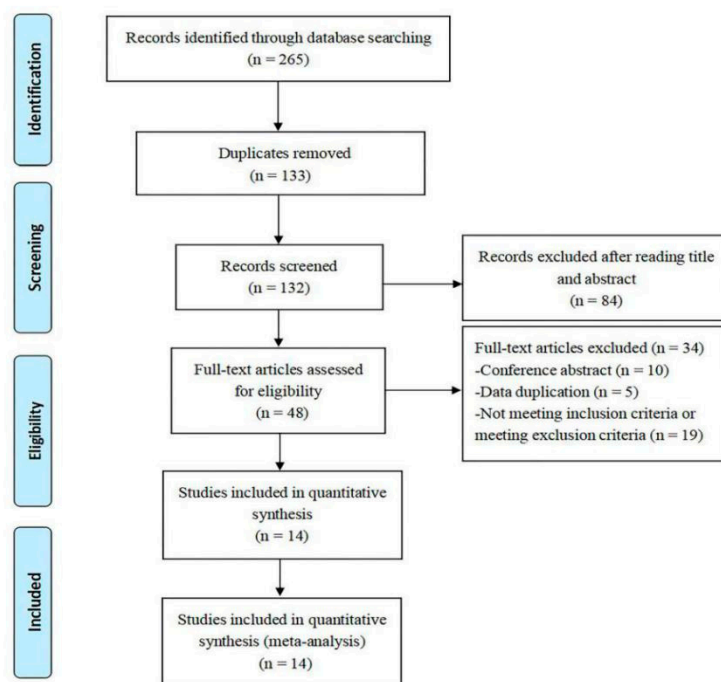 Identification
Records identified through database searching
(n = 265)
Duplicates removed
(n = 133)
Screening
Records screened
(n = 132)
Records excluded after reading title
and abstract
(n = 84)
Eligibility
Full-text articles assessed
for eligibility
(n = 48)
Full-text articles excluded (n = 34)
-Conference abstract (n = 10)
-Data duplication (n = 5)
-Not meeting inclusion criteria or
meeting exclusion criteria (n = 19)
Studies included in quantitative
synthesis
(n = 14)
Included
Studies included in quantitative
synthesis (meta-analysis)
(n = 14)